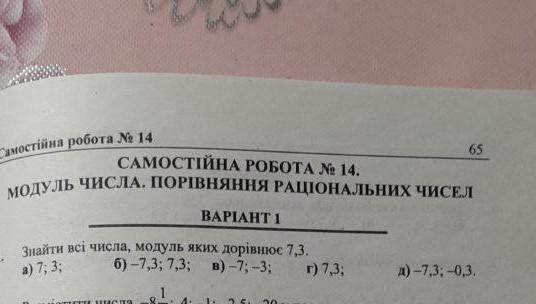 Самостійна робота № 14
65
САМОСТІЙНА РОБОТА № 14.
МОДУЛЬ ЧИСЛА. ПОРІВНЯННЯ РАЦІОНАЛЬНИХ ЧИСЕЛ
ВАРІАНТ 1
Знайти всі числа, модуль яких дорівнює 7,3.
а) 7; 3; б) –7,3; 7,3; в) –7; –3; г) 7,3; д) –7,3; –0,3.
числа